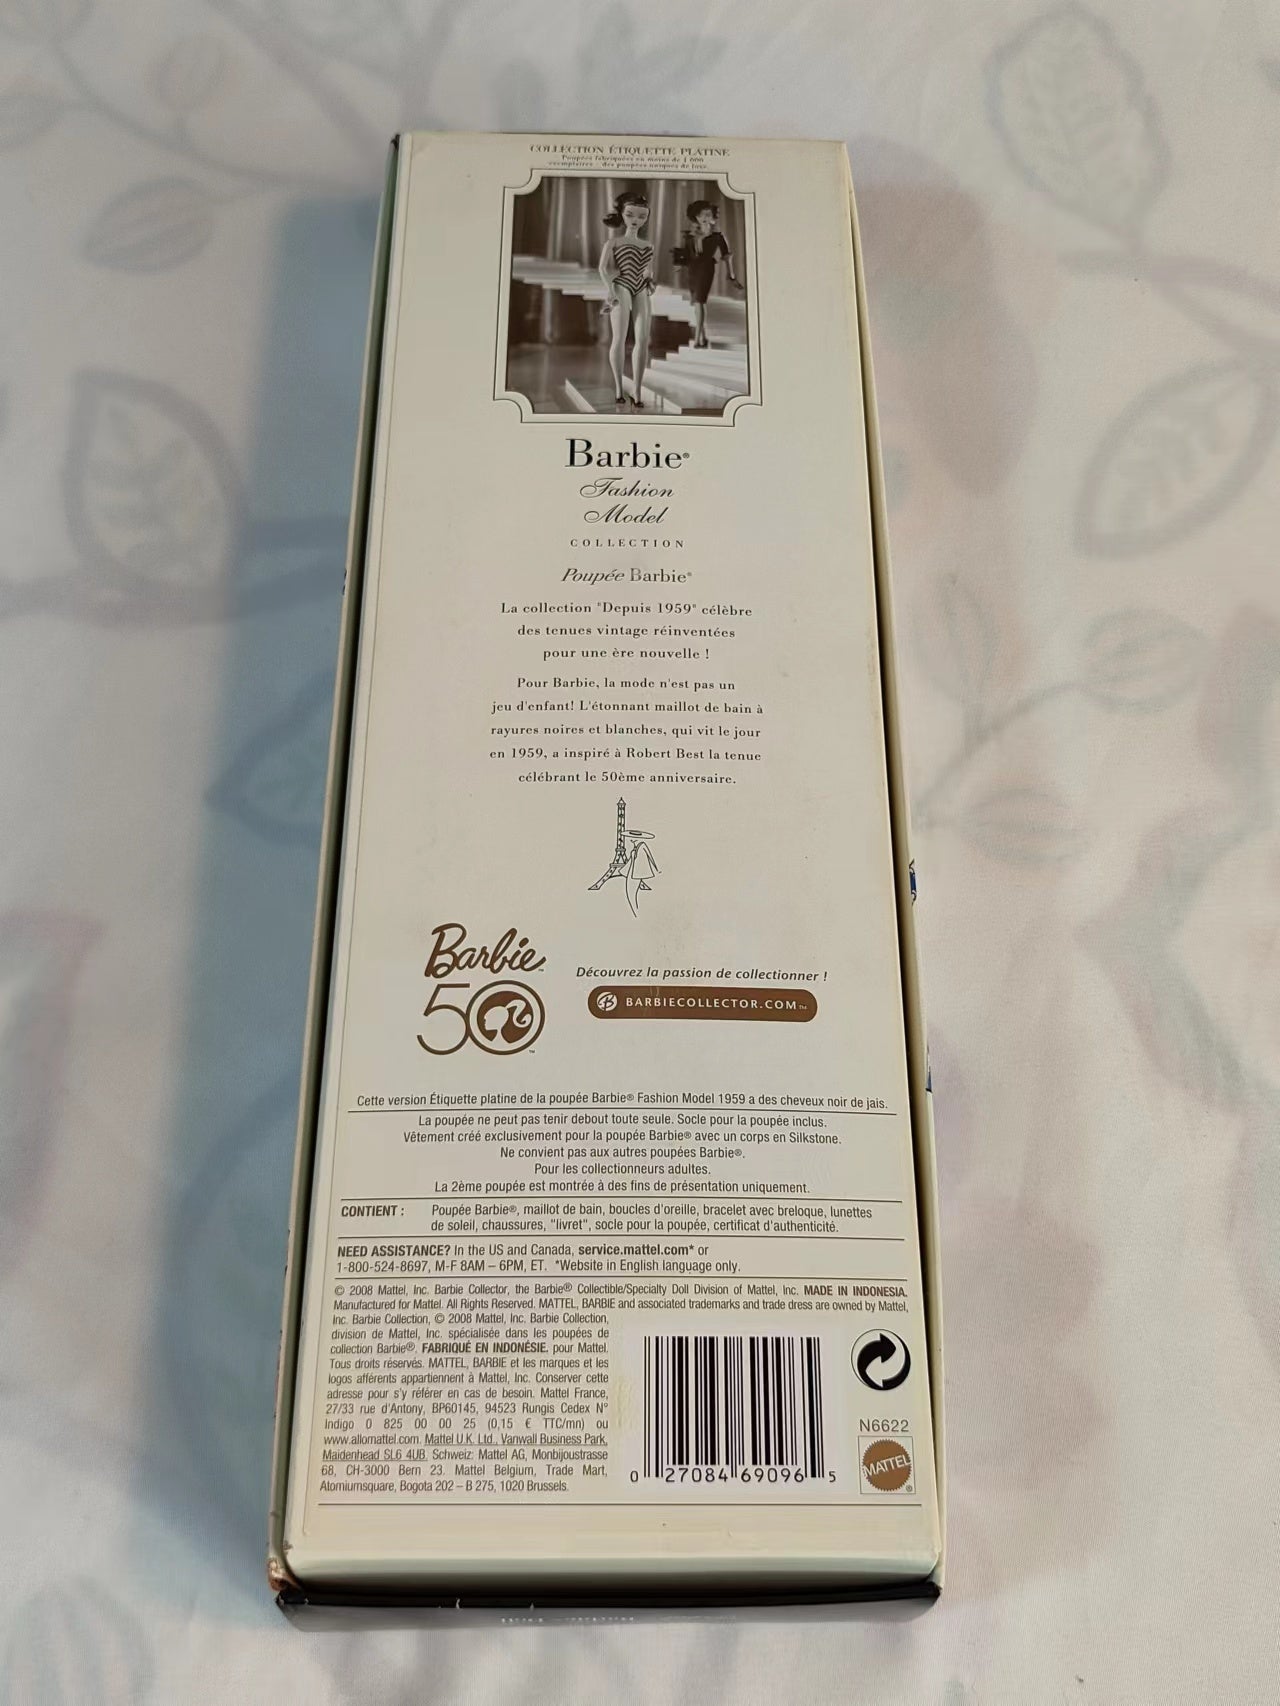 COLLECTION ÉTIQUETTE PLATINE
Poupées fabriquées en moins de 1 000
exemplaires - des poupées uniques de luxe.
Barbie®
Fashion
Model
COLLECTION
Poupée Barbie®
La collection "Depuis 1959" célèbre
des tenues vintage réinventées
pour une ère nouvelle !
Pour Barbie, la mode n'est pas un
jeu d'enfant! L'étonnant maillot de bain à
rayures noires et blanches, qui vit le jour
en 1959, a inspiré à Robert Best la tenue
célébrant le 50ème anniversaire.
Barbie™
50™
Découvrez la passion de collectionner !
B BARBIECOLLECTOR.COM™
Cette version Étiquette platine de la poupée Barbie® Fashion Model 1959 a des cheveux noir de jais.
La poupée ne peut pas tenir debout toute seule. Socle pour la poupée inclus.
Vêtement créé exclusivement pour la poupée Barbie® avec un corps en Silkstone.
Ne convient pas aux autres poupées Barbie®.
Pour les collectionneurs adultes.
La 2ème poupée est montrée à des fins de présentation uniquement.
CONTIENT : Poupée Barbie®, maillot de bain, boucles d'oreille, bracelet avec breloque, lunettes
de soleil, chaussures, "livret", socle pour la poupée, certificat d'authenticité.
NEED ASSISTANCE? In the US and Canada, service.mattel.com* or
1-800-524-8697, M-F 8AM – 6PM, ET. *Website in English language only.
© 2008 Mattel, Inc. Barbie Collector, the Barbie® Collectible/Specialty Doll Division of Mattel, Inc. MADE IN INDONESIA.
Manufactured for Mattel. All Rights Reserved. MATTEL, BARBIE and associated trademarks and trade dress are owned by Mattel,
Inc. Barbie Collection, © 2008 Mattel, Inc. Barbie Collection,
division de Mattel, Inc. spécialisée dans les poupées de
collection Barbie®. FABRIQUÉ EN INDONÉSIE, pour Mattel.
Tous droits réservés. MATTEL, BARBIE et les marques et les
logos afférents appartiennent à Mattel, Inc. Conserver cette
adresse pour s'y référer en cas de besoin. Mattel France,
27/33 rue d'Antony, BP60145, 94523 Rungis Cedex N°
Indigo 0 825 00 00 25 (0,15 € TTC/mn) ou
www.allomattel.com. Mattel U.K. Ltd., Vanwall Business Park,
Maidenhead SL6 4UB. Schweiz: Mattel AG, Monbijoustrasse
68, CH-3000 Bern 23. Mattel Belgium, Trade Mart,
Atomiumsquare, Bogota 202 – B 275, 1020 Brussels.
0 27084 69096 5
N6622
MATTEL®